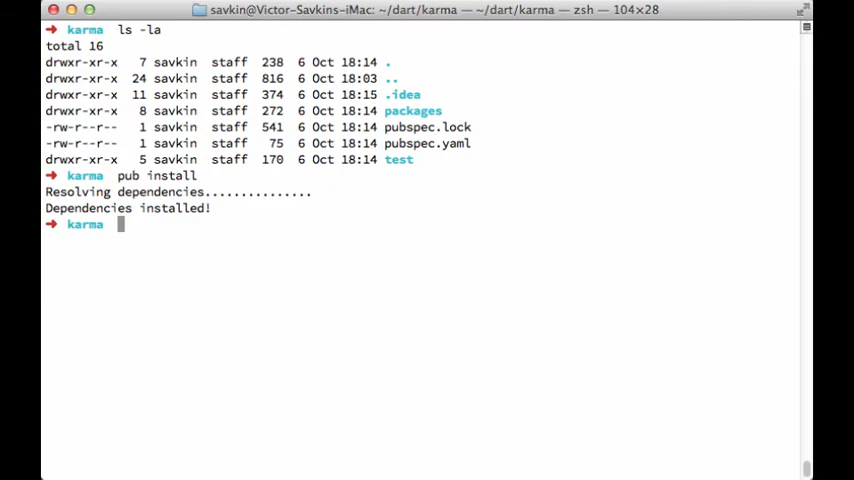 savkin@Victor-Savkins-iMac: ~/dart/karma — ~/dart/karma — zsh — 104×28
➜ karma ls -la
total 16
drwxr-xr-x 7 savkin staff 238 6 Oct 18:14 .
drwxr-xr-x 24 savkin staff 816 6 Oct 18:03 ..
drwxr-xr-x 11 savkin staff 374 6 Oct 18:15 .idea
drwxr-xr-x 8 savkin staff 272 6 Oct 18:14 packages
-rw-r--r-- 1 savkin staff 541 6 Oct 18:14 pubspec.lock
-rw-r--r-- 1 savkin staff 75 6 Oct 18:14 pubspec.yaml
drwxr-xr-x 5 savkin staff 170 6 Oct 18:14 test
➜ karma pub install
Resolving dependencies...............
Dependencies installed!
➜ karma